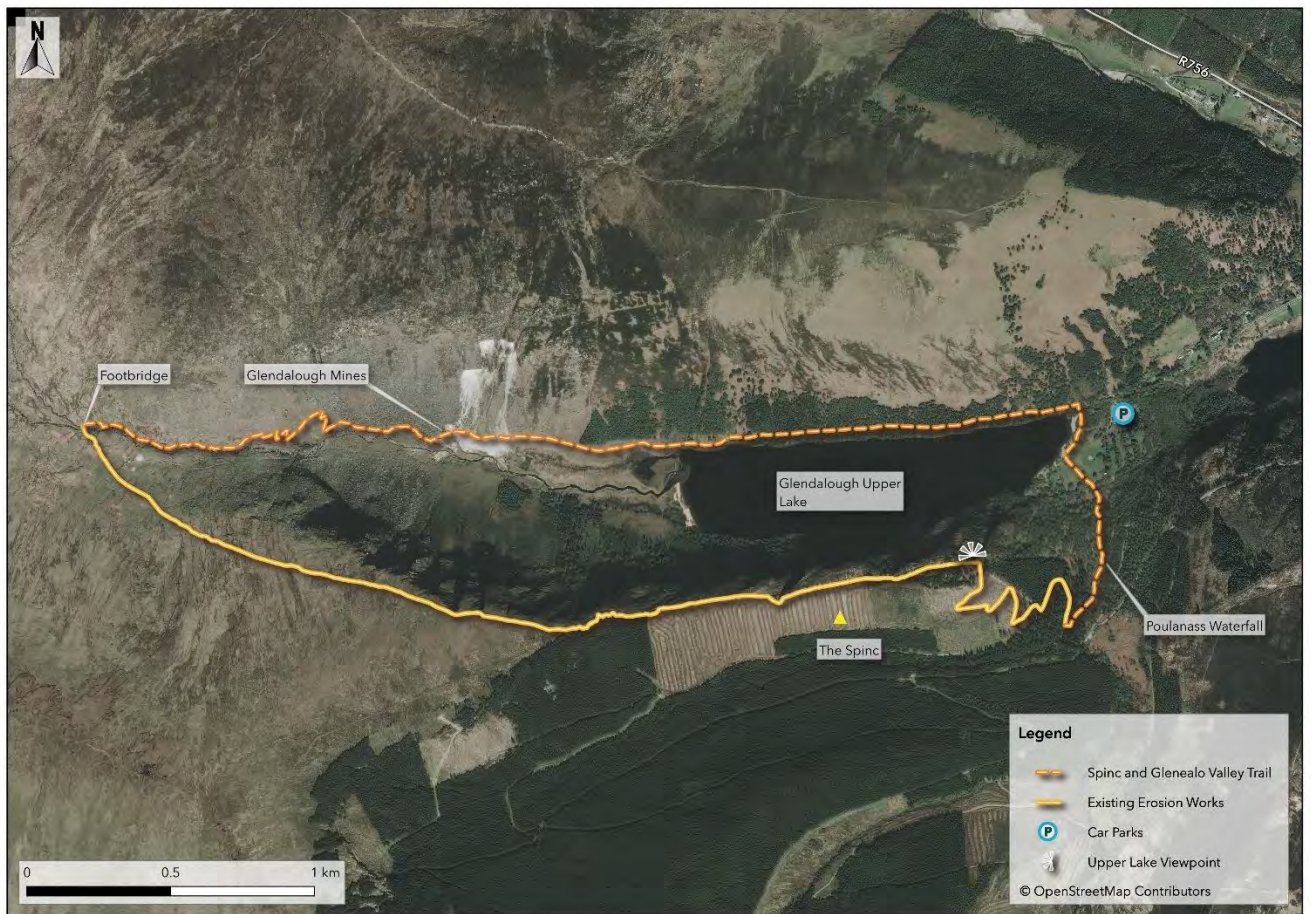 N
R756
Footbridge
Glendalough Mines
P
Glendalough Upper
Lake
Poulanass Waterfall
The Spinc
Legend
Spinc and Glenealo Valley Trail
Existing Erosion Works
P
Car Parks
Upper Lake Viewpoint
© OpenStreetMap Contributors
0 0.5 1 km